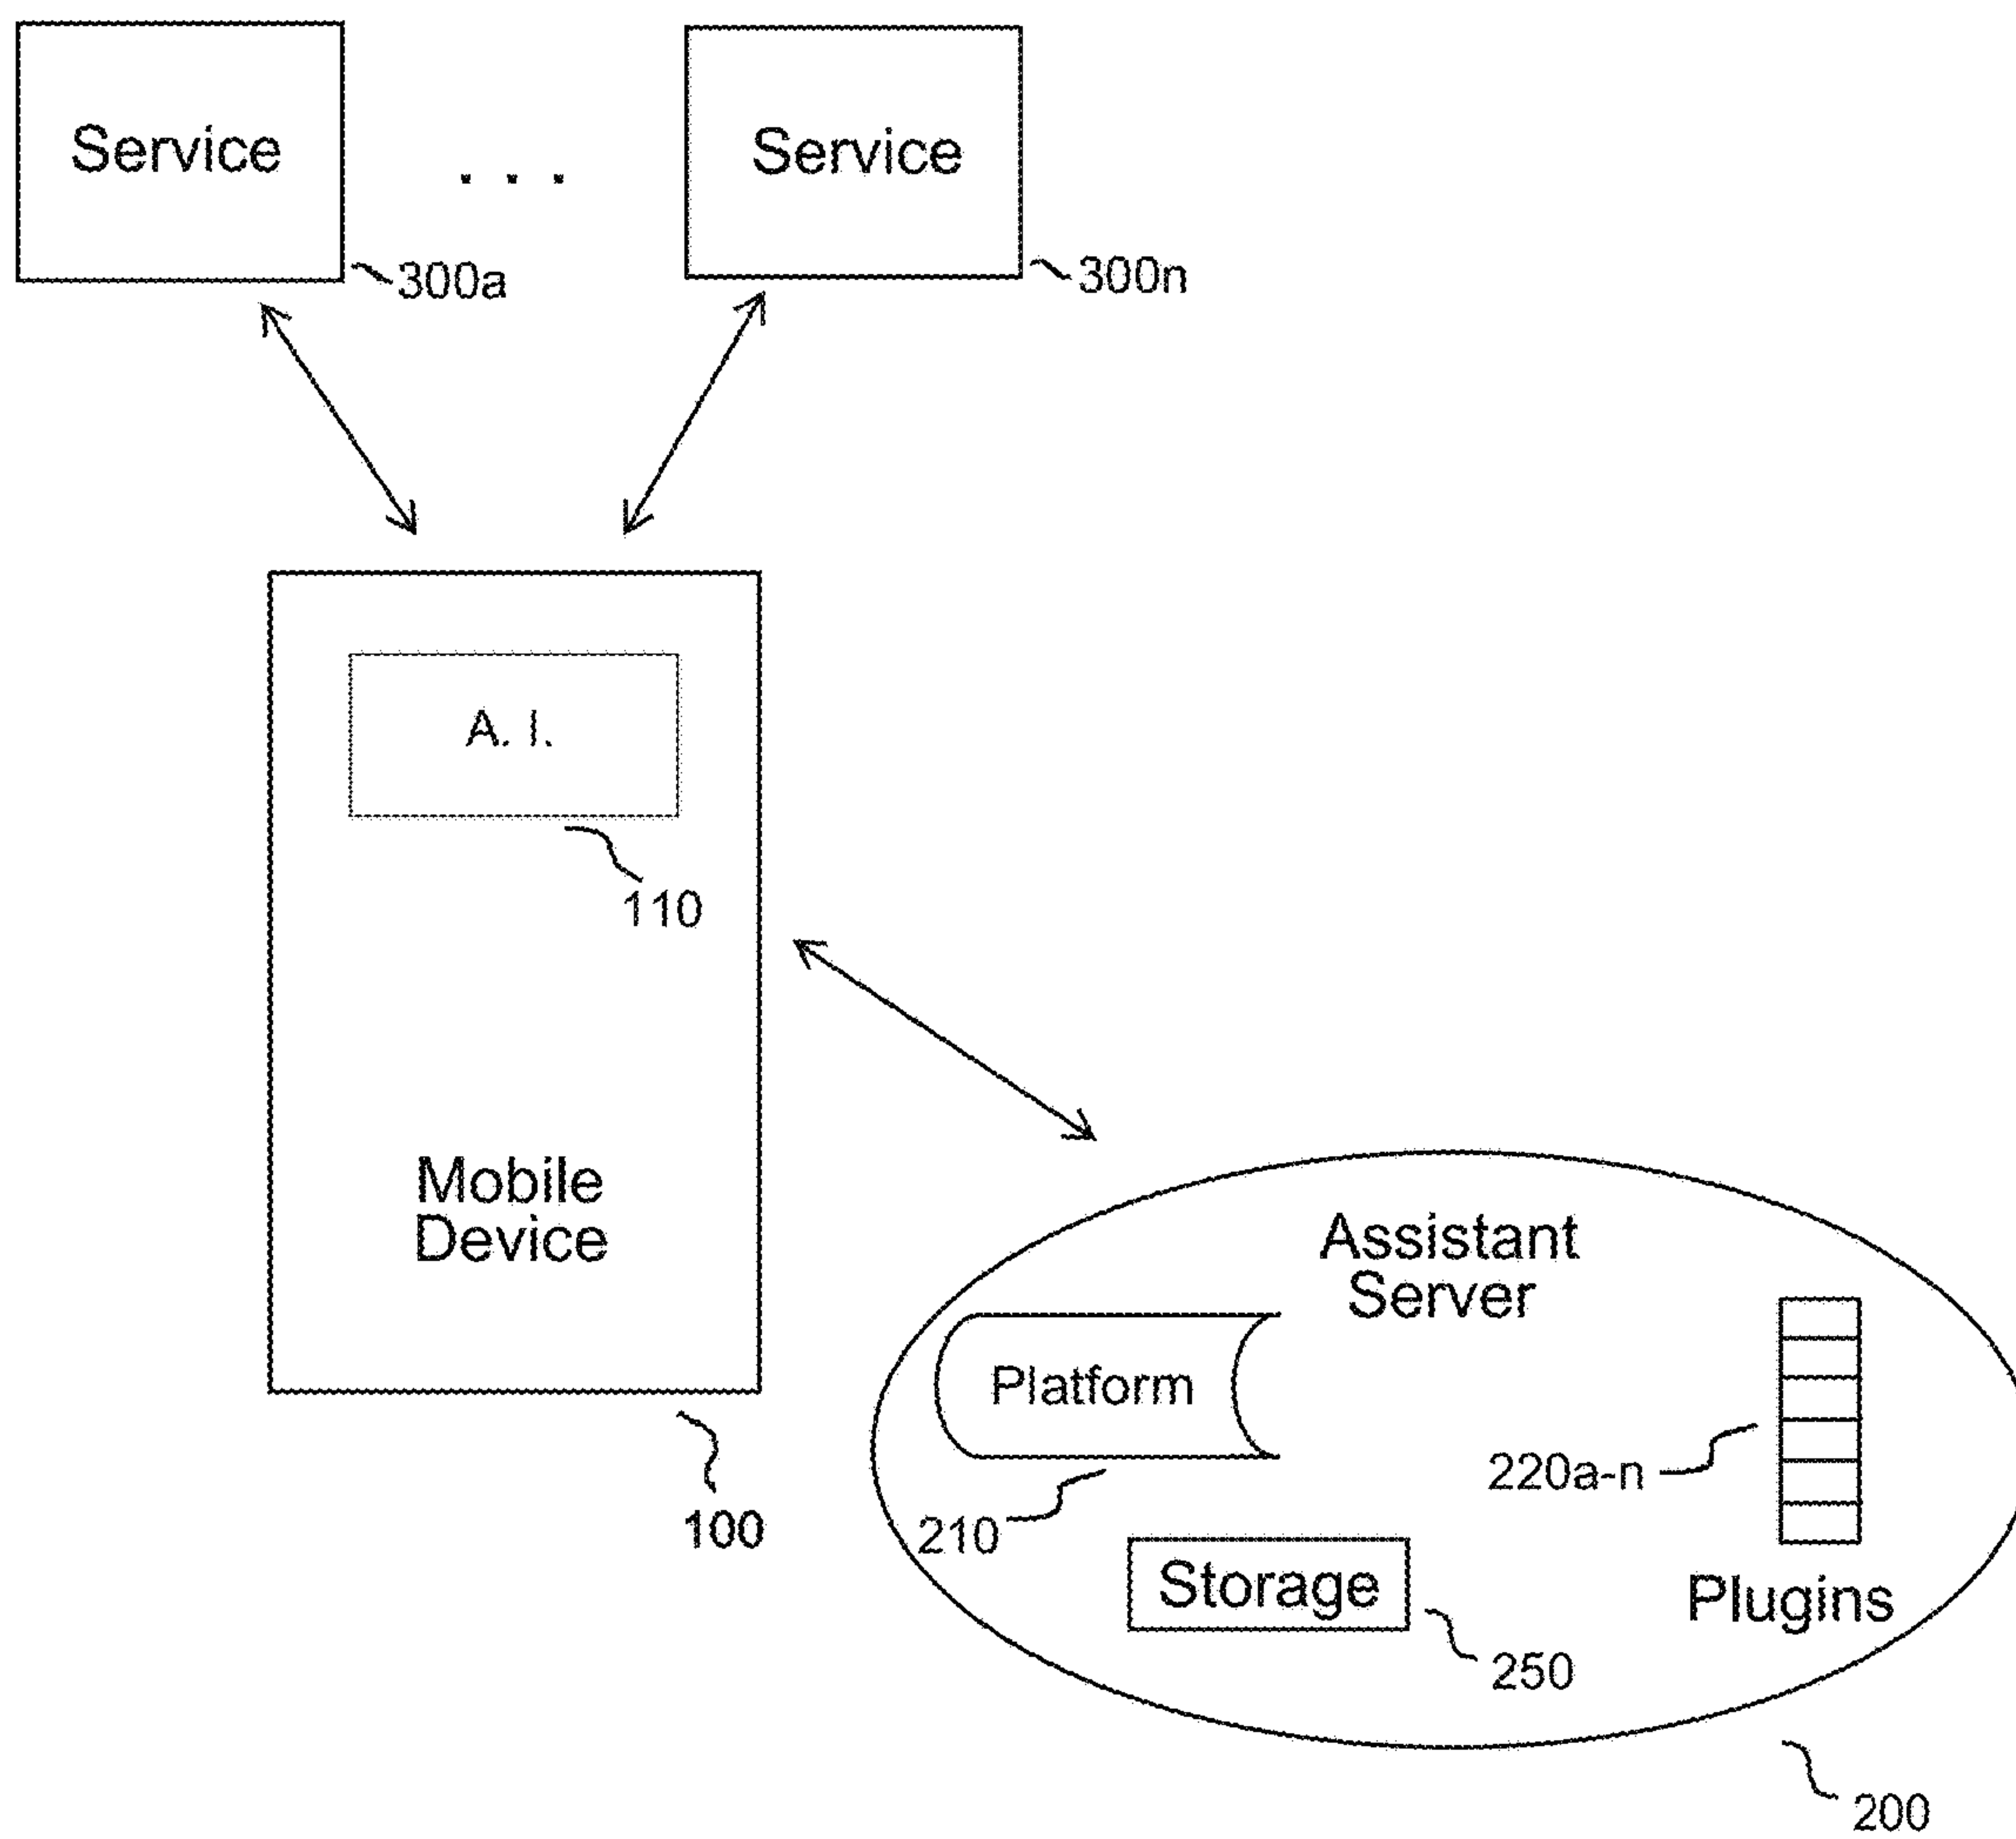 Service
. . .
Service
300a
300n
A. I.
110
Mobile
Device
100
Assistant
Server
Platform
220a-n
210
Storage
Plugins
250
200